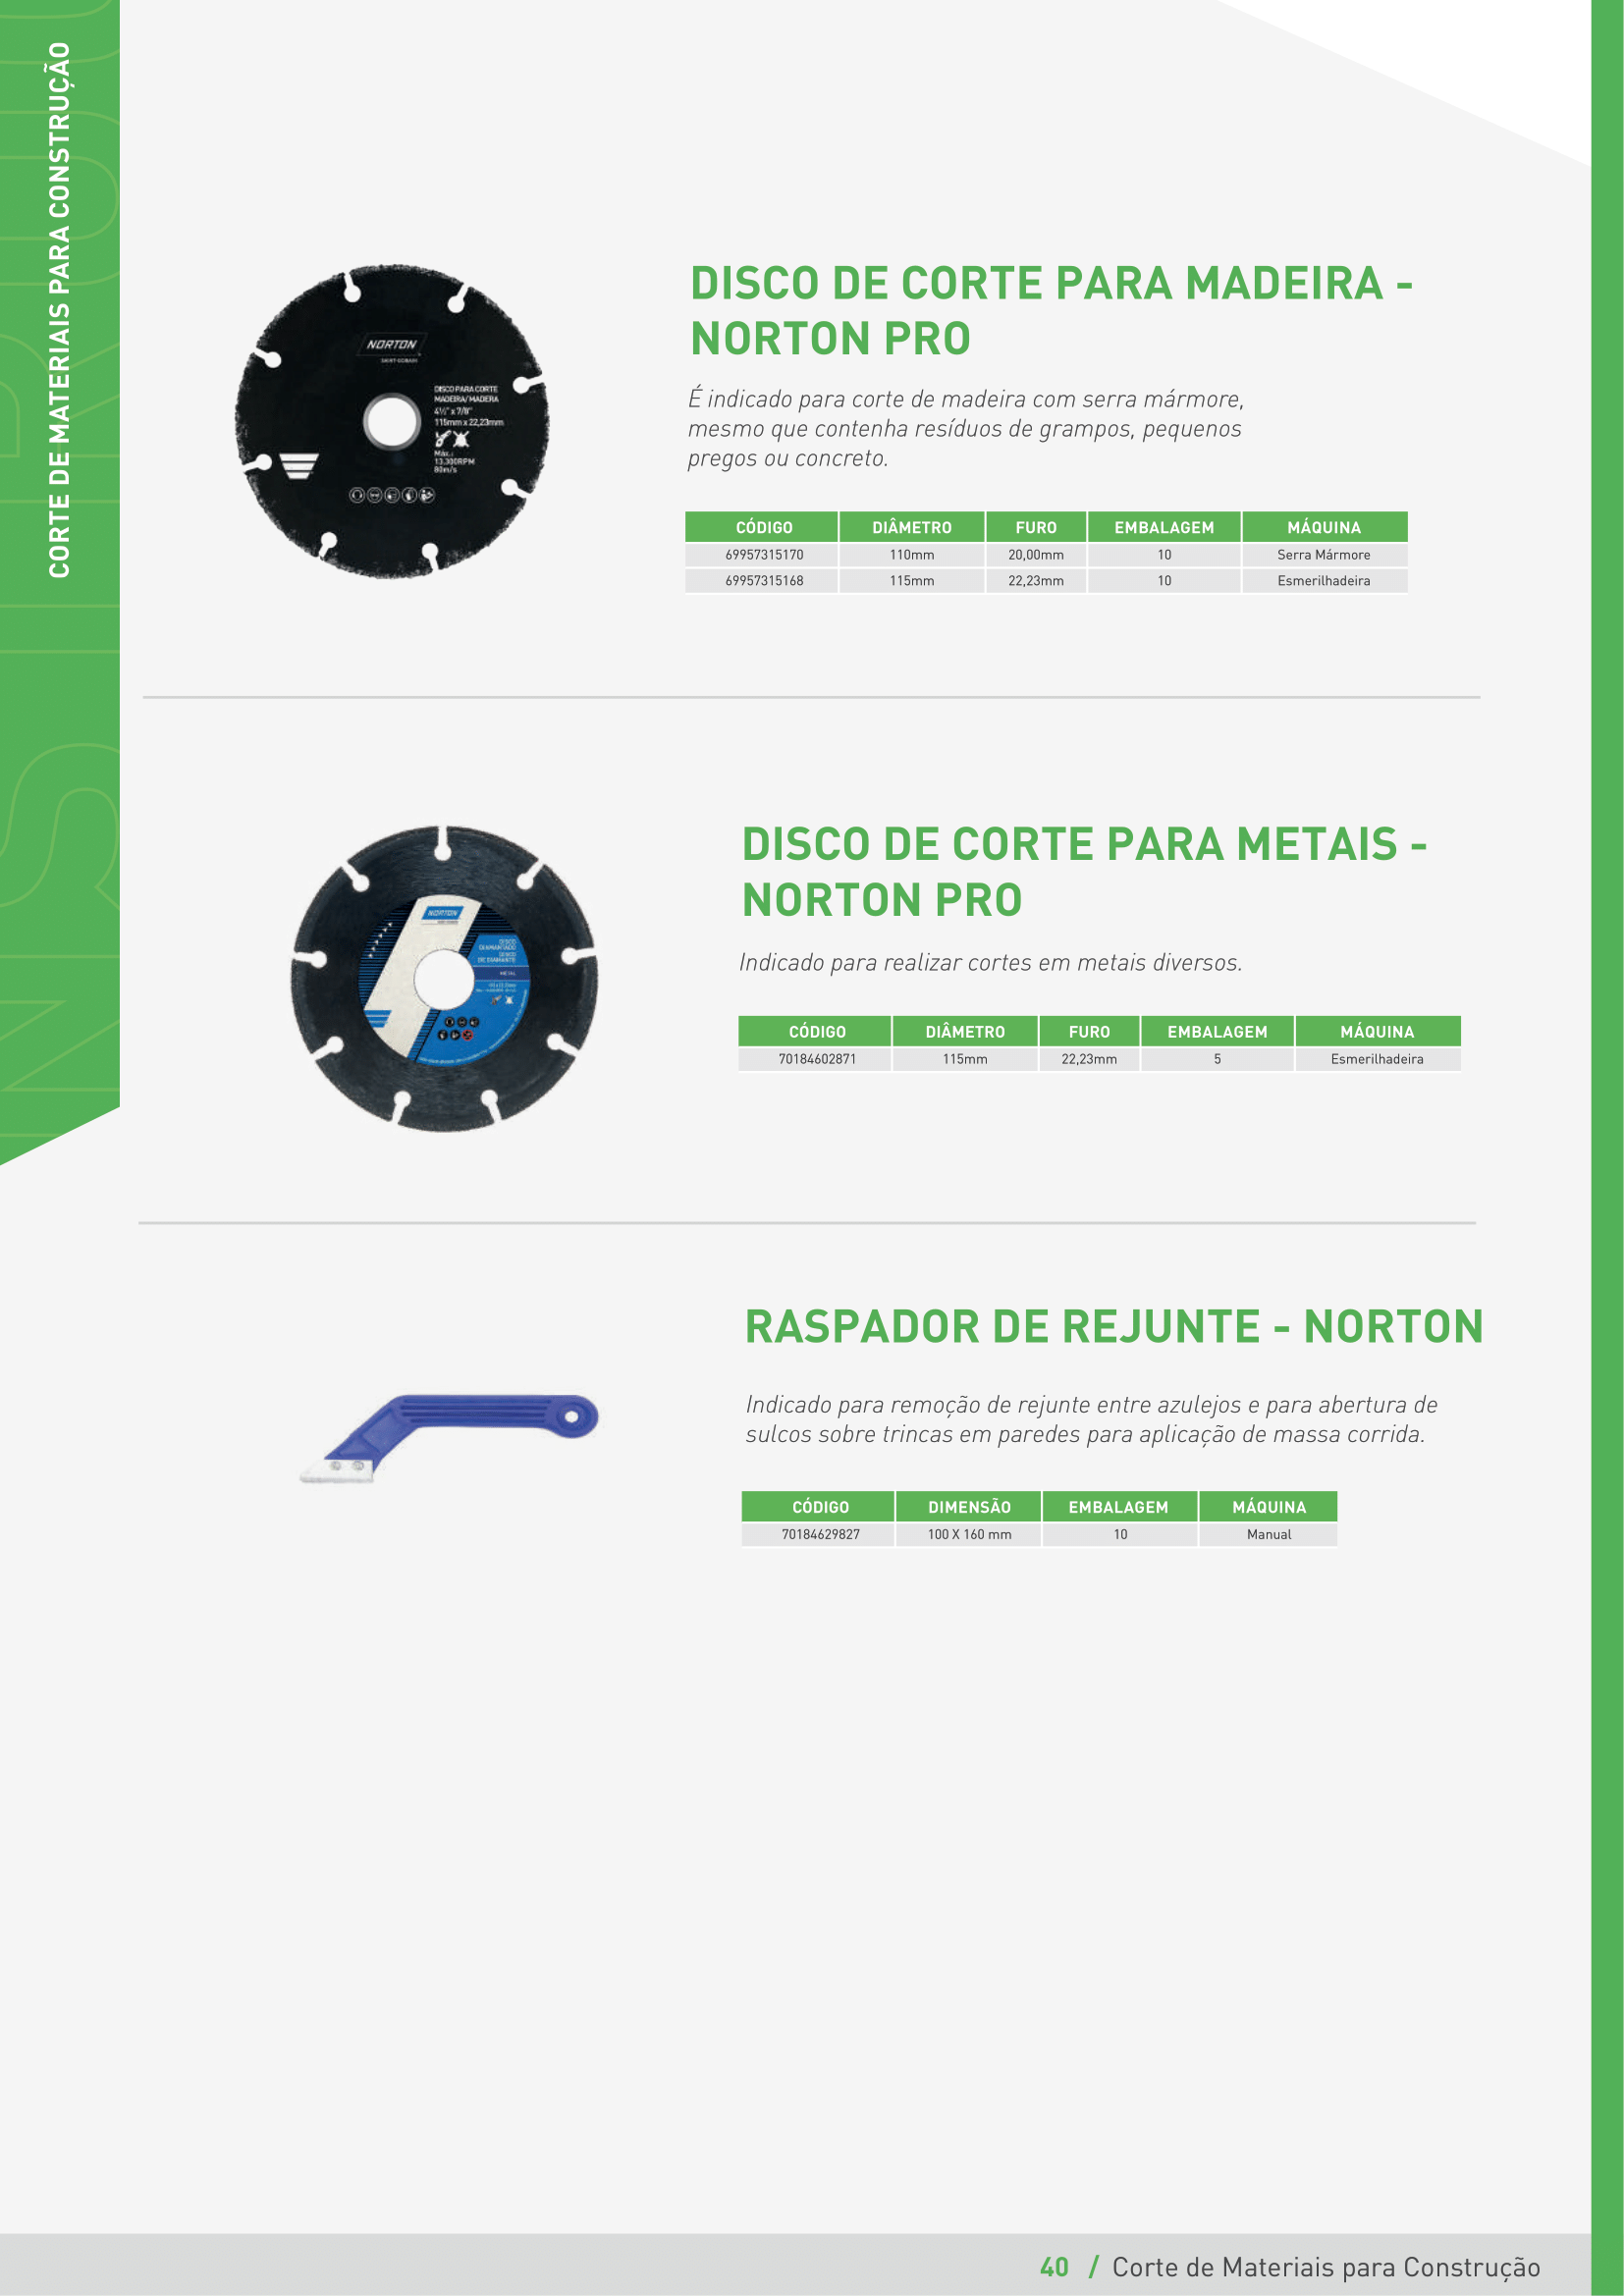 CORTE DE MATERIAIS PARA CONSTRUÇÃO
NORTON
SAINT-GOBAIN
DISCO PARA CORTE
MADEIRA/MADERA
4½" x 7/8"
115mm x 22,23mm
Máx.:
13.300RPM
80m/s
DISCO DE CORTE PARA MADEIRA -
NORTON PRO
É indicado para corte de madeira com serra mármore,
mesmo que contenha resíduos de grampos, pequenos
pregos ou concreto.
CÓDIGO DIÂMETRO FURO EMBALAGEM MÁQUINA
69957315170 110mm 20,00mm 10 Serra Mármore
69957315168 115mm 22,23mm 10 Esmerilhadeira
NORTON
DISCO
DIAMANTADO
DISCO
DE DIAMANTE
METAL
DISCO DE CORTE PARA METAIS -
NORTON PRO
Indicado para realizar cortes em metais diversos.
CÓDIGO DIÂMETRO FURO EMBALAGEM MÁQUINA
70184602871 115mm 22,23mm 5 Esmerilhadeira
RASPADOR DE REJUNTE - NORTON
Indicado para remoção de rejunte entre azulejos e para abertura de
sulcos sobre trincas em paredes para aplicação de massa corrida.
CÓDIGO DIMENSÃO EMBALAGEM MÁQUINA
70184629827 100 X 160 mm 10 Manual
40 / Corte de Materiais para Construção